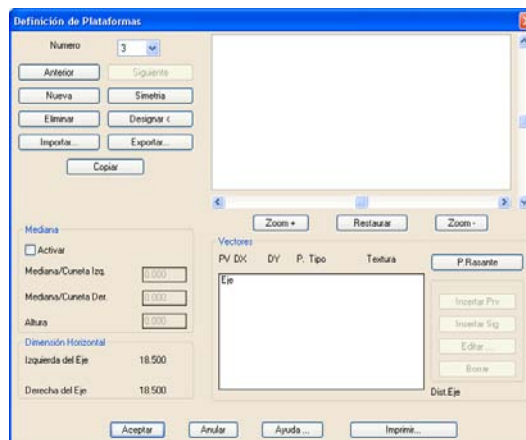 Definición de Plataformas
Numero 3
Anterior Siguiente
Nueva Simetria
Eliminar Designar <
Importar... Exportar...
Copiar
Zoom + Restaurar Zoom -
Mediana
Activar
Mediana/Cuneta Izq. 0.000
Mediana/Cuneta Der. 0.000
Altura 0.000
Dimensión Horizontal
Izquierda del Eje 18.500
Derecha del Eje 18.500
Vectores
PV DX DY P. Tipo Textura
Eje
P.Rasante
Insertar Prv
Insertar Sig
Editar ...
Borrar
Dist.Eje
Aceptar Anular Ayuda ... Imprimir...